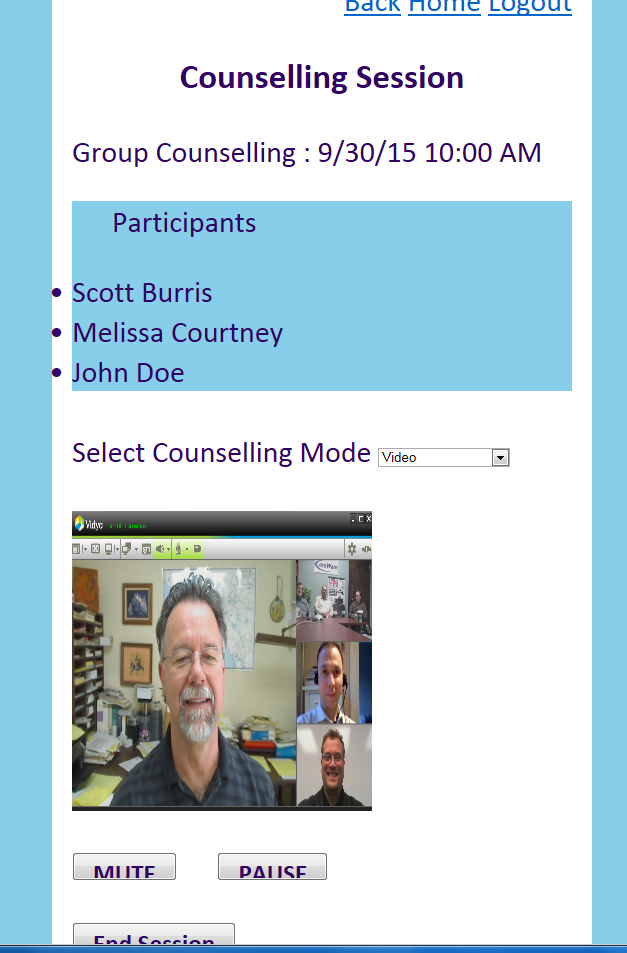 Back Home Logout
Counselling Session
Group Counselling : 9/30/15 10:00 AM
Participants
• Scott Burris
• Melissa Courtney
• John Doe
Select Counselling Mode Video
Vidyo
MUTE PAUSE
End Session